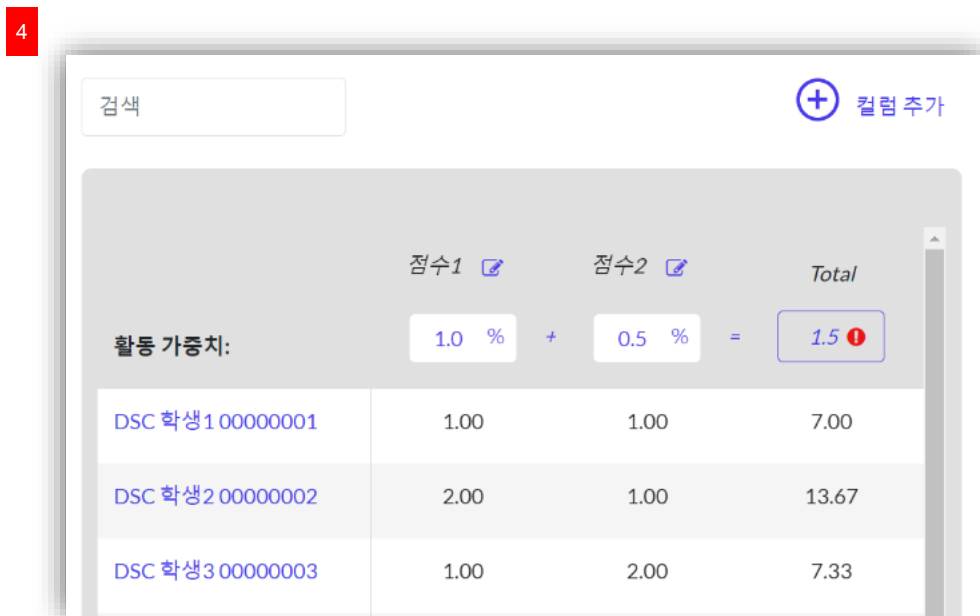 4
검색
컬럼 추가
점수1 점수2 Total
활동 가중치: 1.0 % + 0.5 % = 1.5
DSC 학생1 00000001 1.00 1.00 7.00
DSC 학생2 00000002 2.00 1.00 13.67
DSC 학생3 00000003 1.00 2.00 7.33